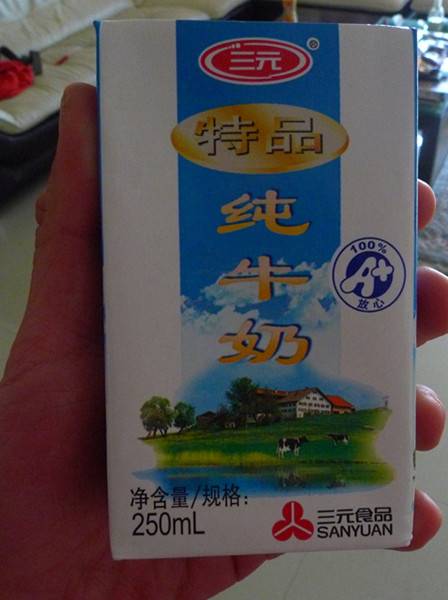 三元®
特品
纯
牛
奶
100%
A+
放心
净含量/规格:
250mL
三元食品
SANYUAN